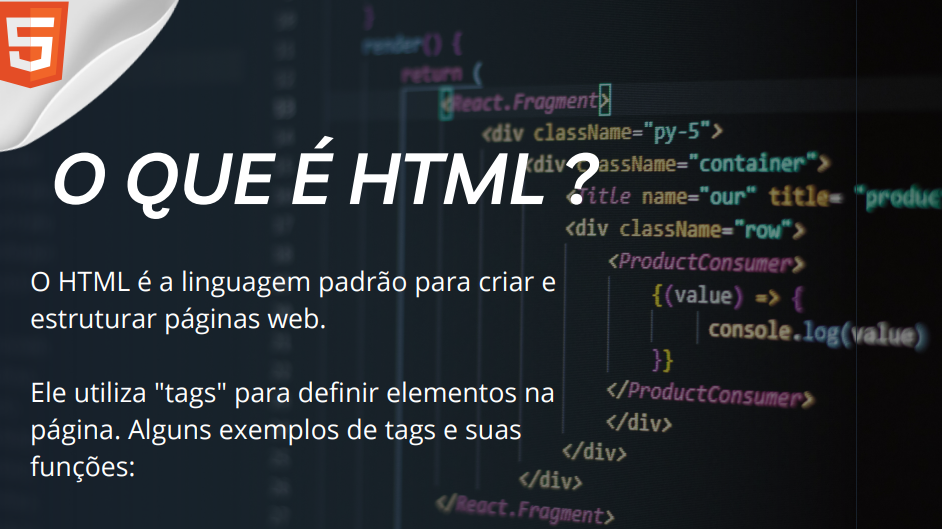 5
}
render() {
return (
<React.Fragment>
<div className="py-5">
O QUE É HTML ?
<div className="container">
<Title name="our" title= "produc
<div className="row">
<ProductConsumer>
O HTML é a linguagem padrão para criar e
estruturar páginas web.
{(value) => {
console.log(value)
}}
Ele utiliza "tags" para definir elementos na
página. Alguns exemplos de tags e suas
funções:
</ProductConsumer>
</div>
</div>
</div>
</React.Fragment>